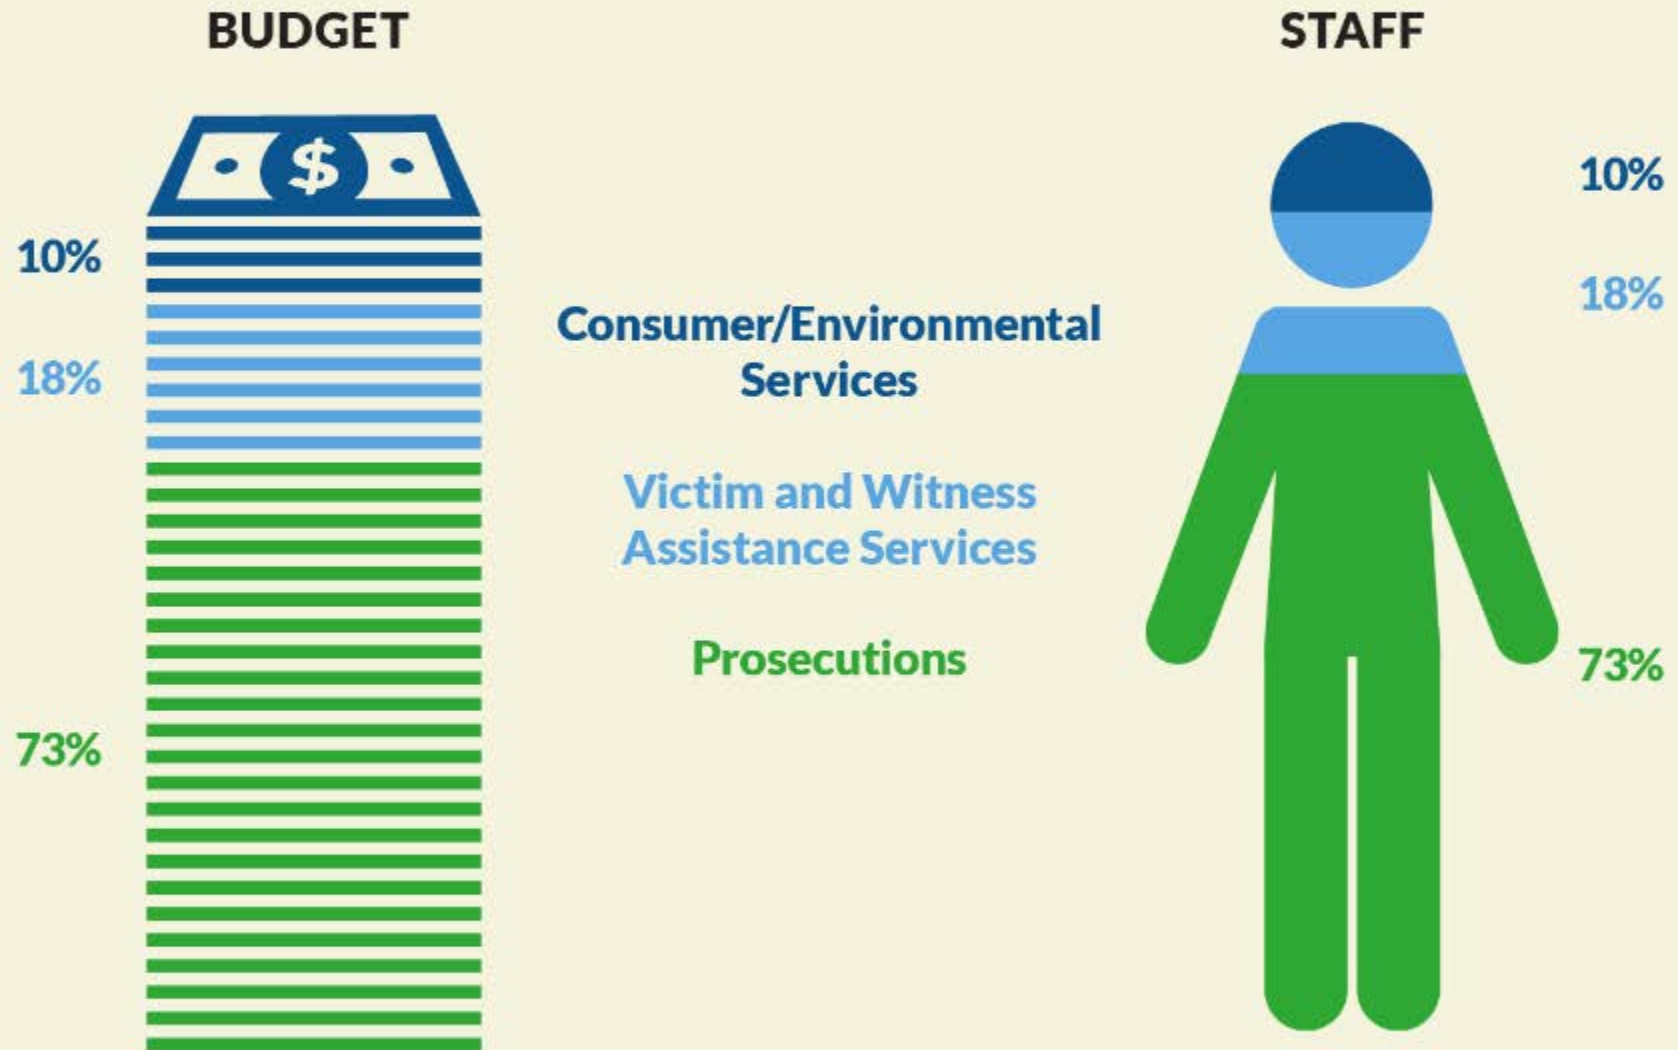 BUDGET
STAFF
$
10%
18%
73%
Consumer/Environmental
Services
Victim and Witness
Assistance Services
Prosecutions
10%
18%
73%